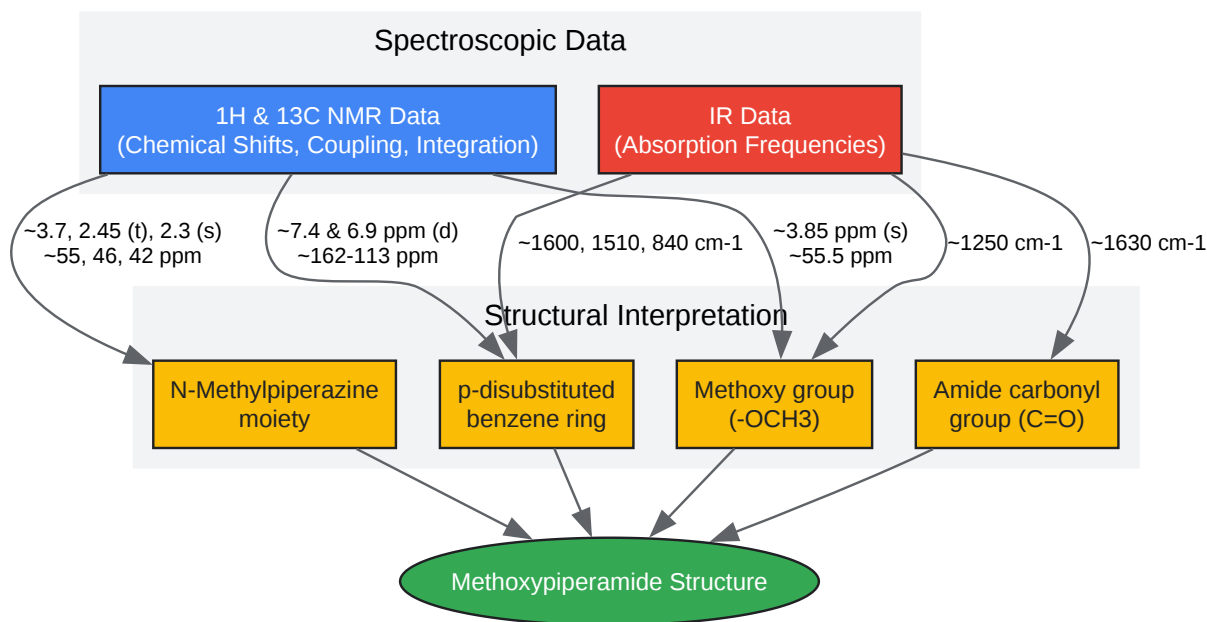 Spectroscopic Data
1H & 13C NMR Data
(Chemical Shifts, Coupling, Integration)
IR Data
(Absorption Frequencies)
~3.7, 2.45 (t), 2.3 (s)
~55, 46, 42 ppm
~7.4 & 6.9 ppm (d)
~162-113 ppm
~1600, 1510, 840 cm-1
~3.85 ppm (s)
~55.5 ppm
~1250 cm-1
~1630 cm-1
Structural Interpretation
N-Methylpiperazine
moiety
p-disubstituted
benzene ring
Methoxy group
(-OCH3)
Amide carbonyl
group (C=O)
Methoxypiperamide Structure